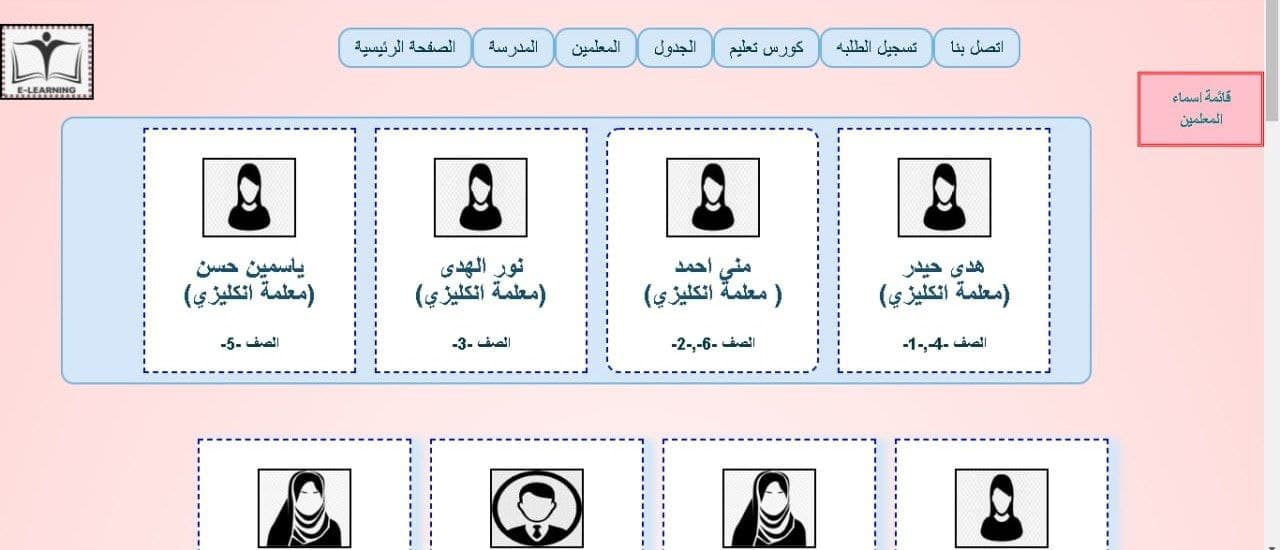 E-LEARNING
اتصل بنا
تسجيل الطلبه
كورس تعليم
الجدول
المعلمين
المدرسة
الصفحة الرئيسية
قائمة اسماء
المعلمين
هدى حيدر
(معلمة انكليزي)
الصف -4-,-1-
منى احمد
( معلمة انكليزي)
الصف -6-,-2-
نور الهدى
(معلمة انكليزي)
الصف -3-
ياسمين حسن
(معلمة انكليزي)
الصف -5-